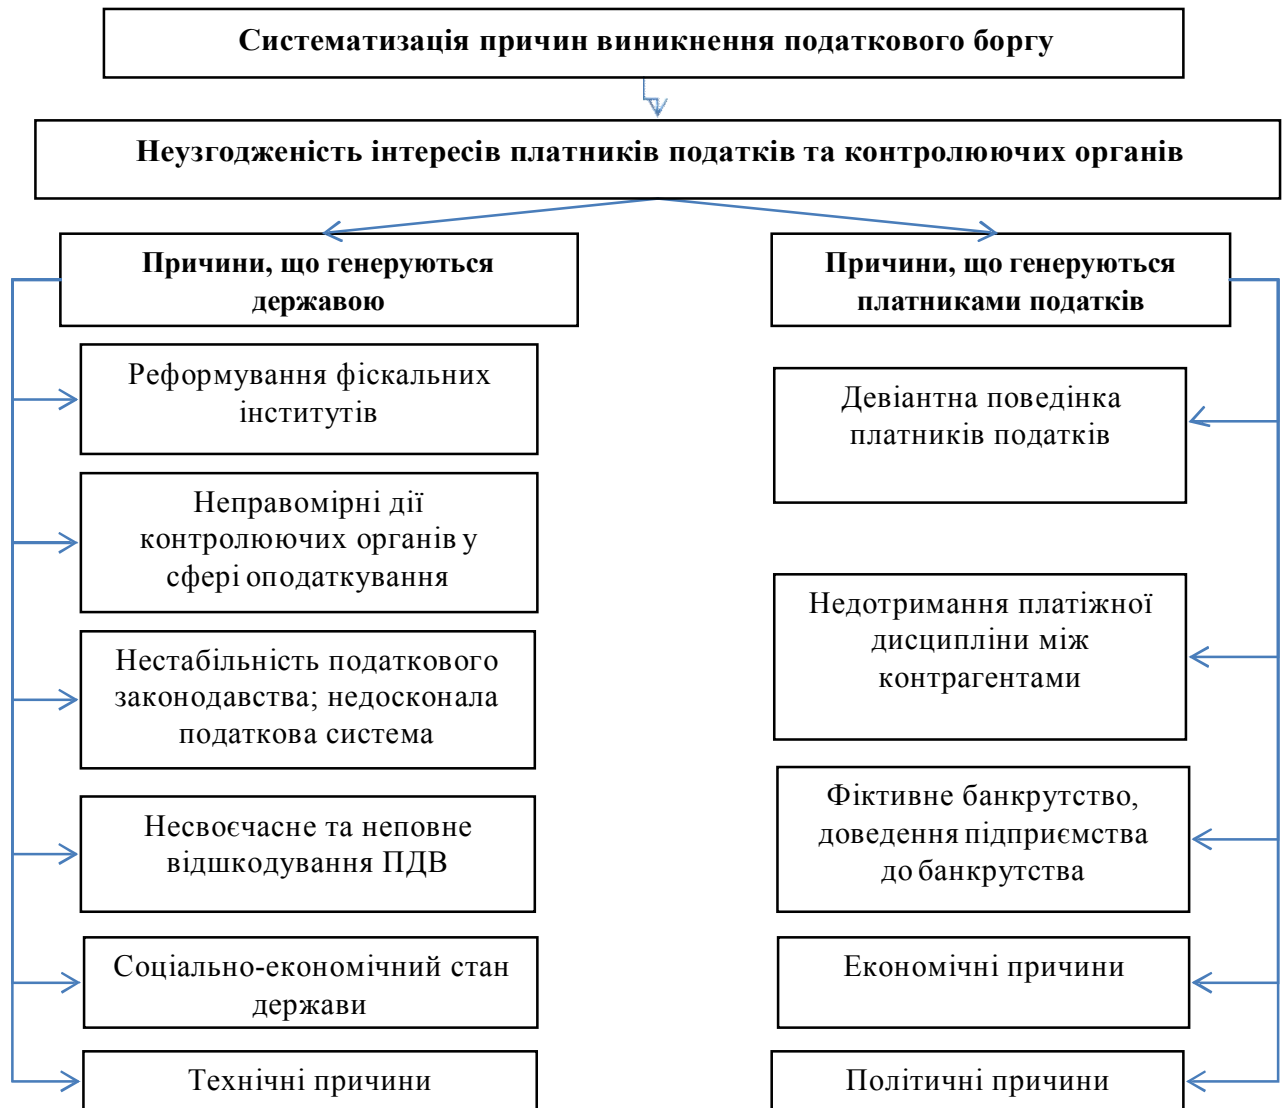 Систематизація причин виникнення податкового боргу
Неузгодженість інтересів платників податків та контролюючих органів
Причини, що генеруються
державою
Реформування фіскальних
інститутів
Неправомірні дії
контролюючих органів у
сфері оподаткування
Нестабільність податкового
законодавства; недосконала
податкова система
Несвоєчасне та неповне
відшкодування ПДВ
Соціально-економічний стан
держави
Технічні причини
Причини, що генеруються
платниками податків
Девіантна поведінка
платників податків
Недотримання платіжної
дисципліни між
контрагентами
Фіктивне банкрутство,
доведення підприємства
до банкрутства
Економічні причини
Політичні причини